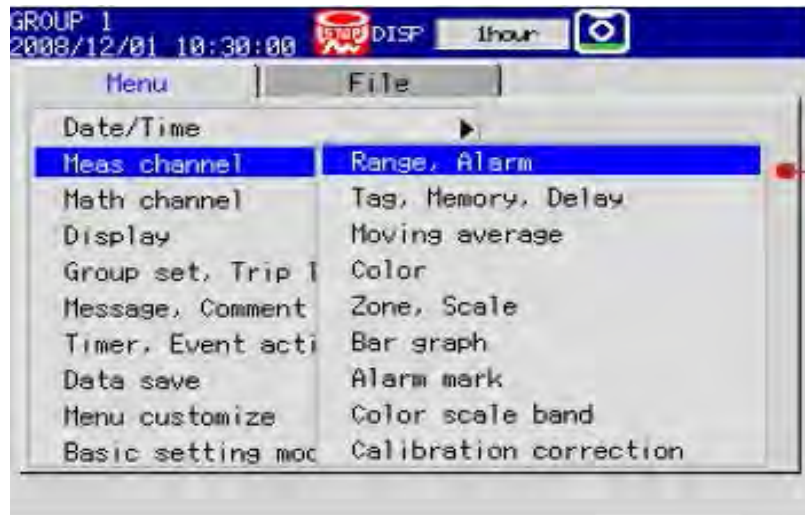 GROUP 1
2008/12/01 10:30:00 STOP DISP 1hour
Menu File
Date/Time
Meas channel Range, Alarm
Math channel Tag, Memory, Delay
Display Moving average
Group set, Trip l Color
Message, Comment Zone, Scale
Timer, Event acti Bar graph
Data save Alarm mark
Menu customize Color scale band
Basic setting moc Calibration correction